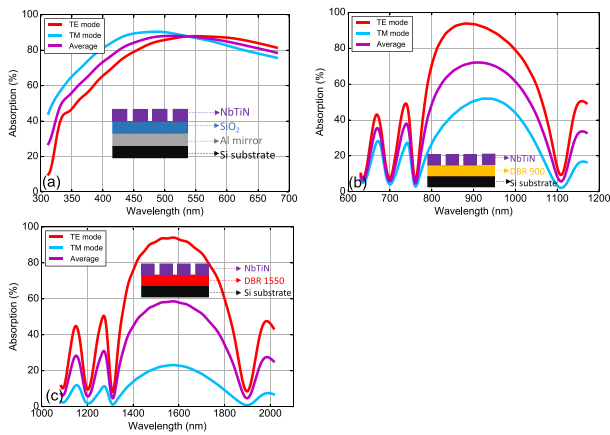 100
TE mode
TM mode
Average
80
60
40
20
0
Absorption (%)
NbTiN
SiO2
Al mirror
Si substrate
(a)
300 350 400 450 500 550 600 650 700
Wavelength (nm)
100
TE mode
TM mode
Average
80
60
40
20
0
Absorption (%)
NbTiN
DBR 900
Si substrate
(b)
600 700 800 900 1000 1100 1200
Wavelength (nm)
100
TE mode
TM mode
Average
80
60
40
20
0
Absorption (%)
NbTiN
DBR 1550
Si substrate
(c)
1000 1200 1400 1600 1800 2000
Wavelength (nm)